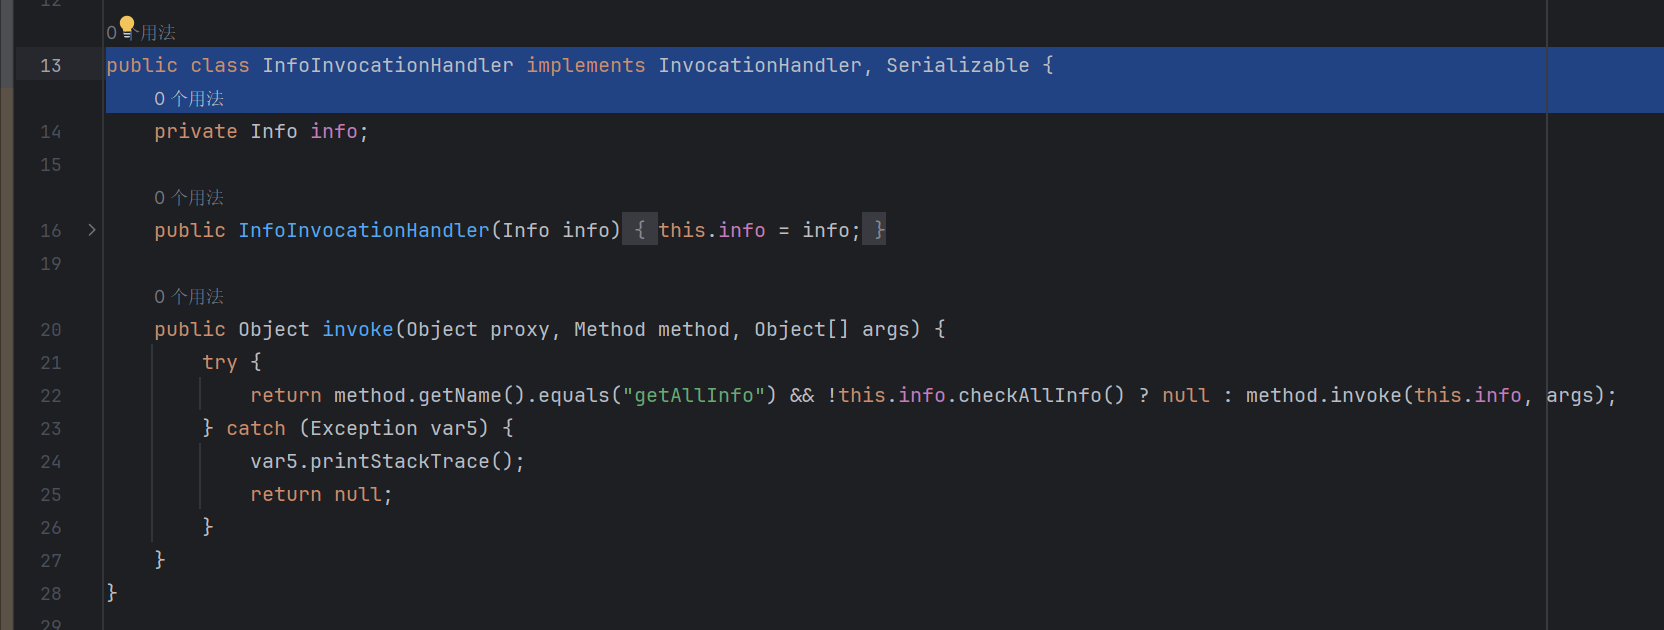 12
0 个用法
13 public class InfoInvocationHandler implements InvocationHandler, Serializable {
0 个用法
14 private Info info;
15
0 个用法
16 public InfoInvocationHandler(Info info) { this.info = info; }
19
0 个用法
20 public Object invoke(Object proxy, Method method, Object[] args) {
21 try {
22 return method.getName().equals("getAllInfo") && !this.info.checkAllInfo() ? null : method.invoke(this.info, args);
23 } catch (Exception var5) {
24 var5.printStackTrace();
25 return null;
26 }
27 }
28 }
29